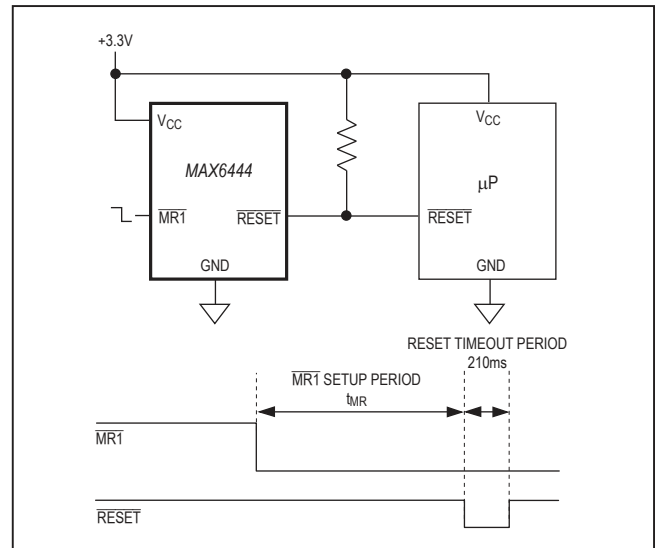 +3.3V
VCC
MAX6444
MR1
RESET
GND
VCC
µP
RESET
GND
RESET TIMEOUT PERIOD
210ms
MR1 SETUP PERIOD
tMR
MR1
RESET